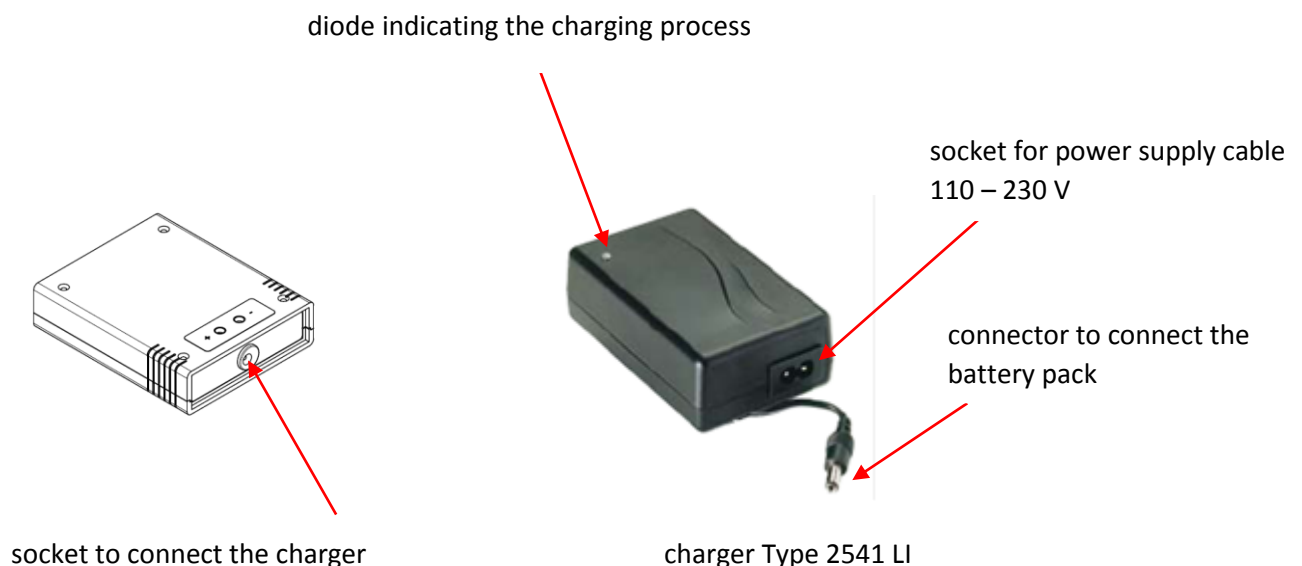 diode indicating the charging process
socket for power supply cable
110 – 230 V
connector to connect the
battery pack
+ -
socket to connect the charger
charger Type 2541 LI